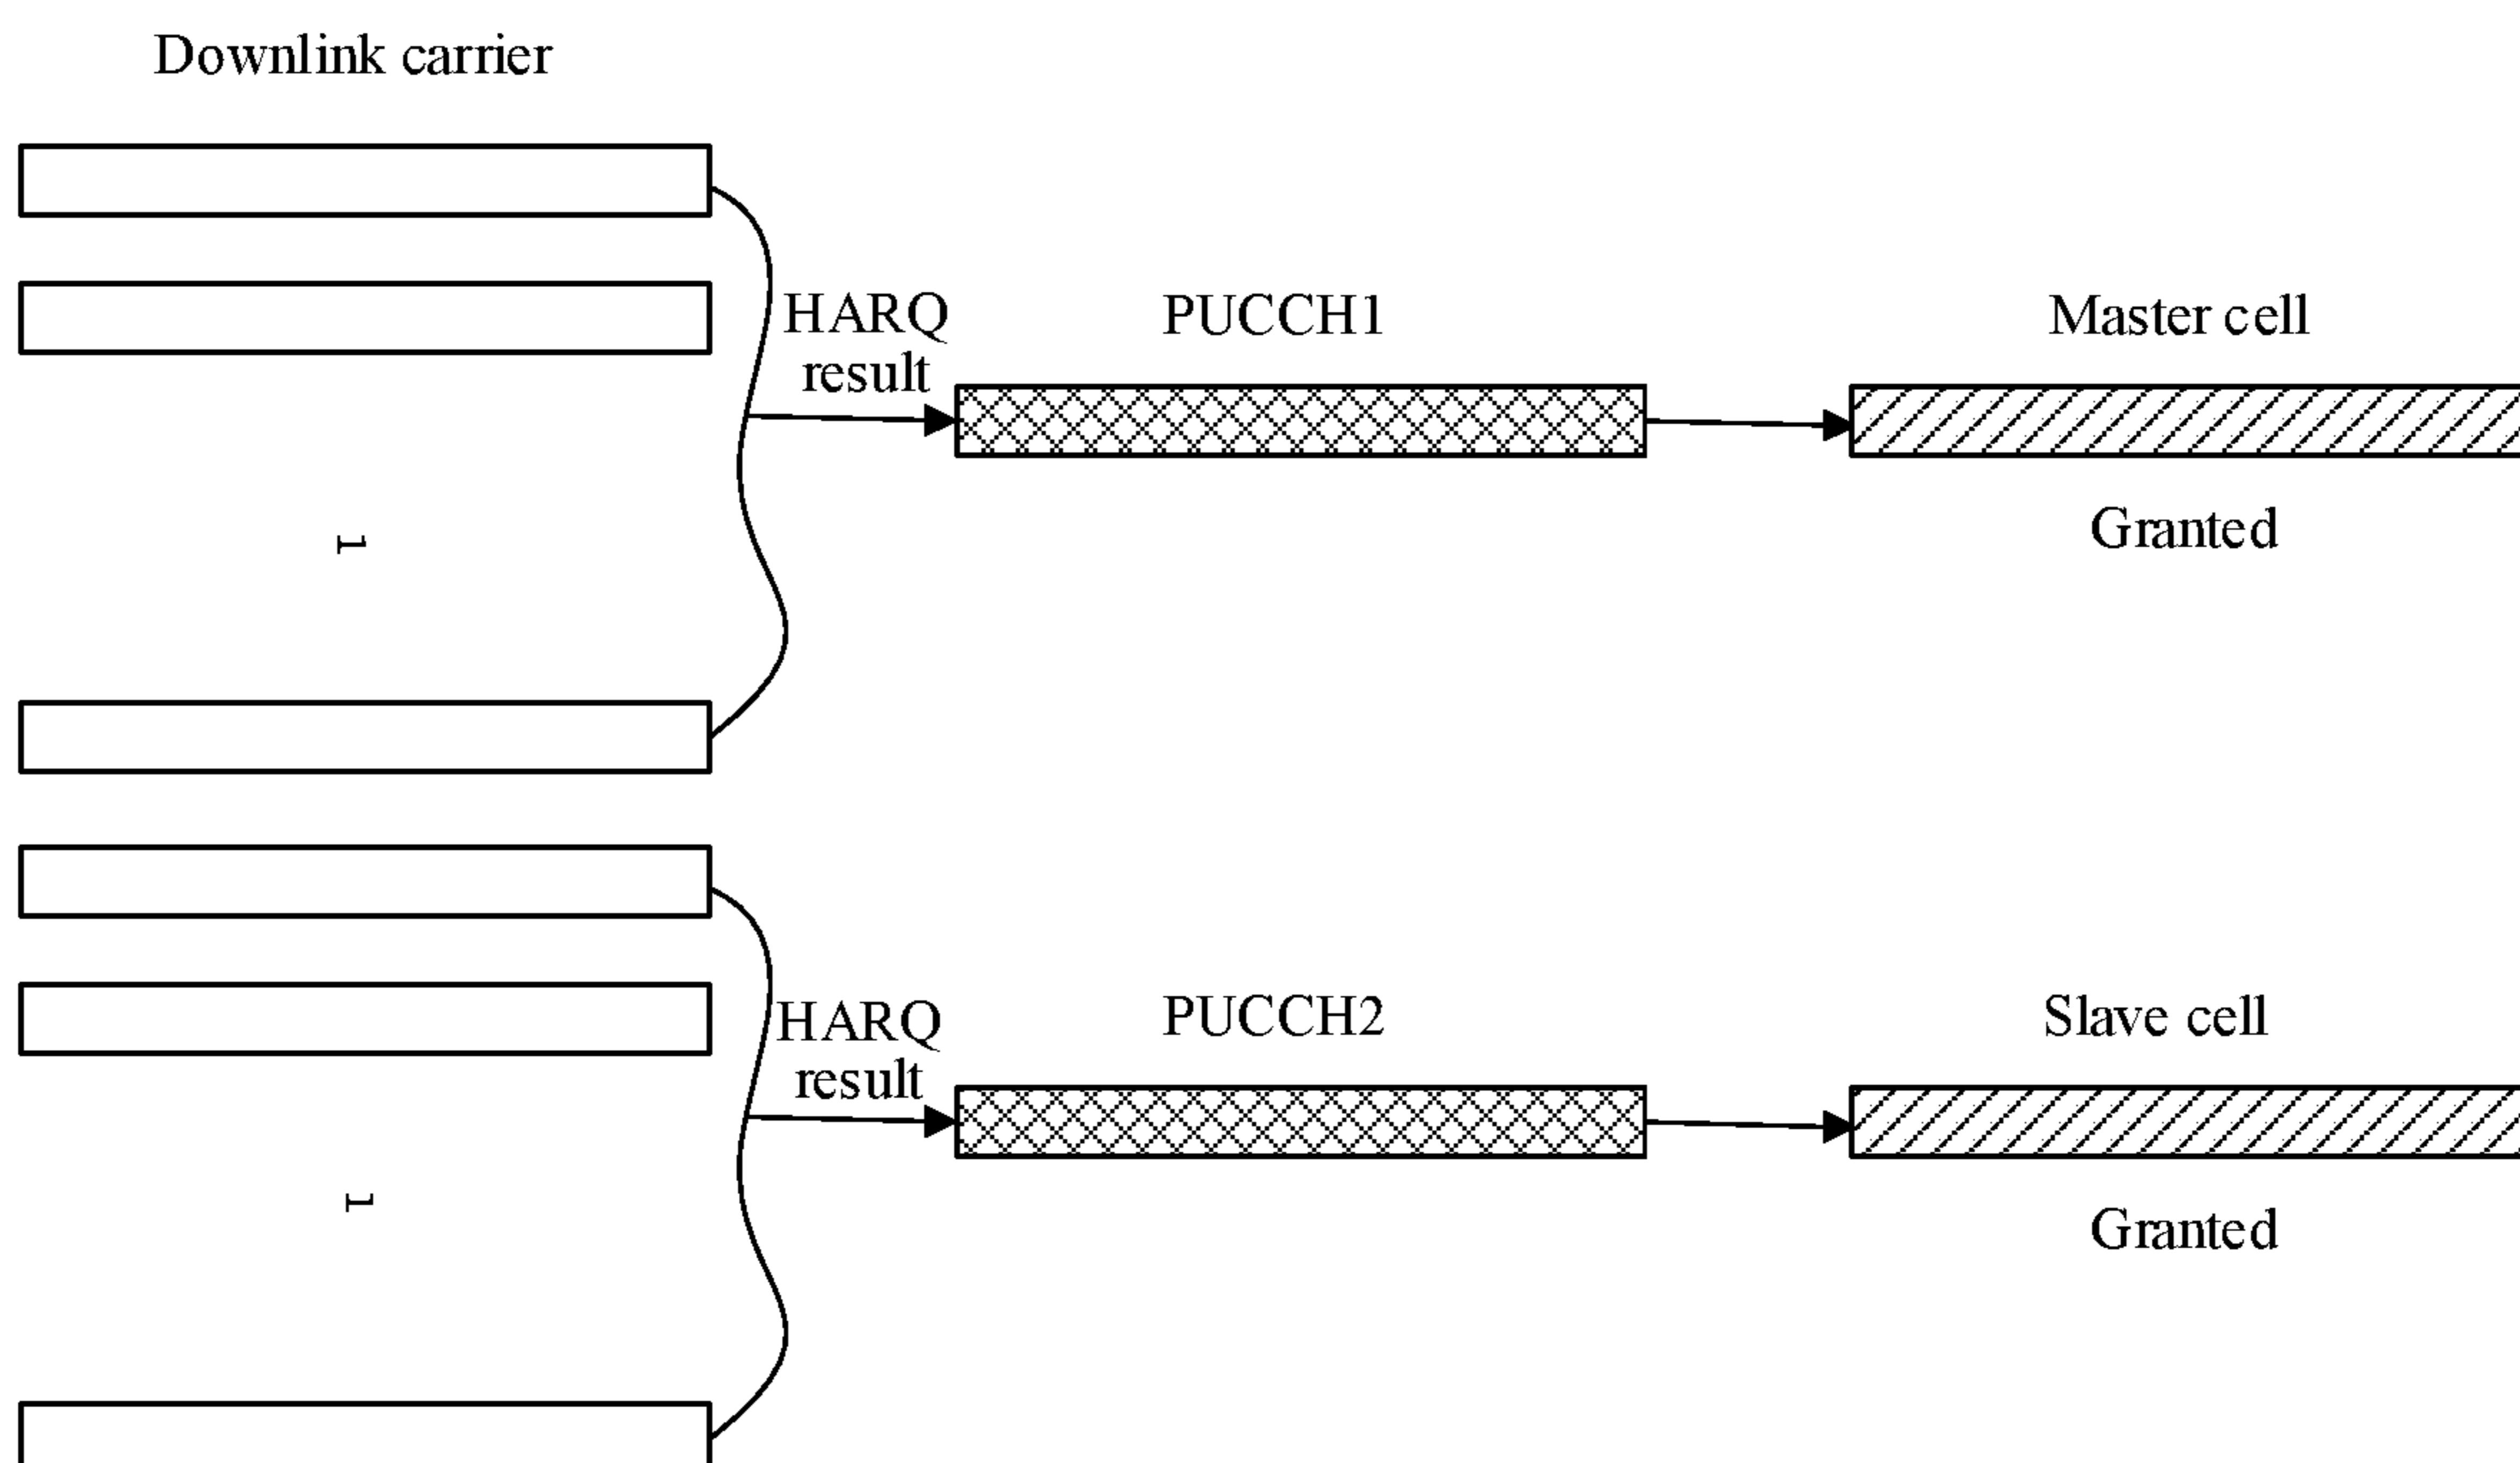 Downlink carrier
HARQ
result
PUCCH1
Master cell
1
Granted
HARQ
result
PUCCH2
Slave cell
1
Granted